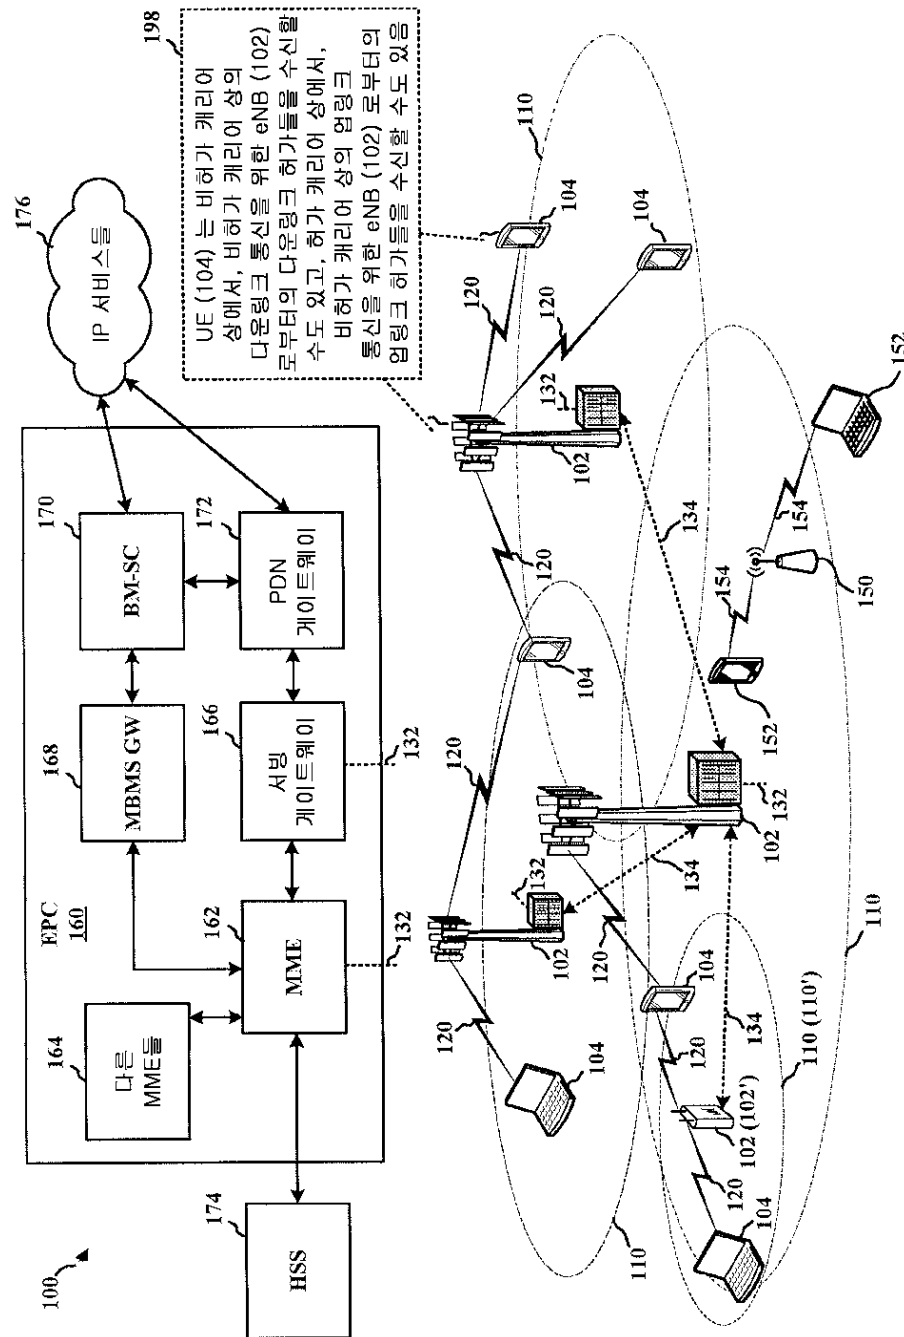 100
HSS
174
EPC
160
다른
MME들
164
MME
162
132
MBMS GW
168
서빙
게이트웨이
166
132
BM-SC
170
PDN
게이트웨이
172
IP 서비스들
176
UE (104) 는 비허가 캐리어
상에서, 비허가 캐리어 상의
다운링크 통신을 위한 eNB (102)
로부터의 다운링크 허가들을 수신할
수도 있고, 허가 캐리어 상에서,
비허가 캐리어 상의 업링크
통신을 위한 eNB (102) 로부터의
업링크 허가들을 수신할 수도 있음
198
110
104
104
120
120
132
102
120
104
134
152
154
154
150
152
120
132
102
134
132
102
120
104
120
104
120
134
110
110 (110')
102 (102')
120
104
110